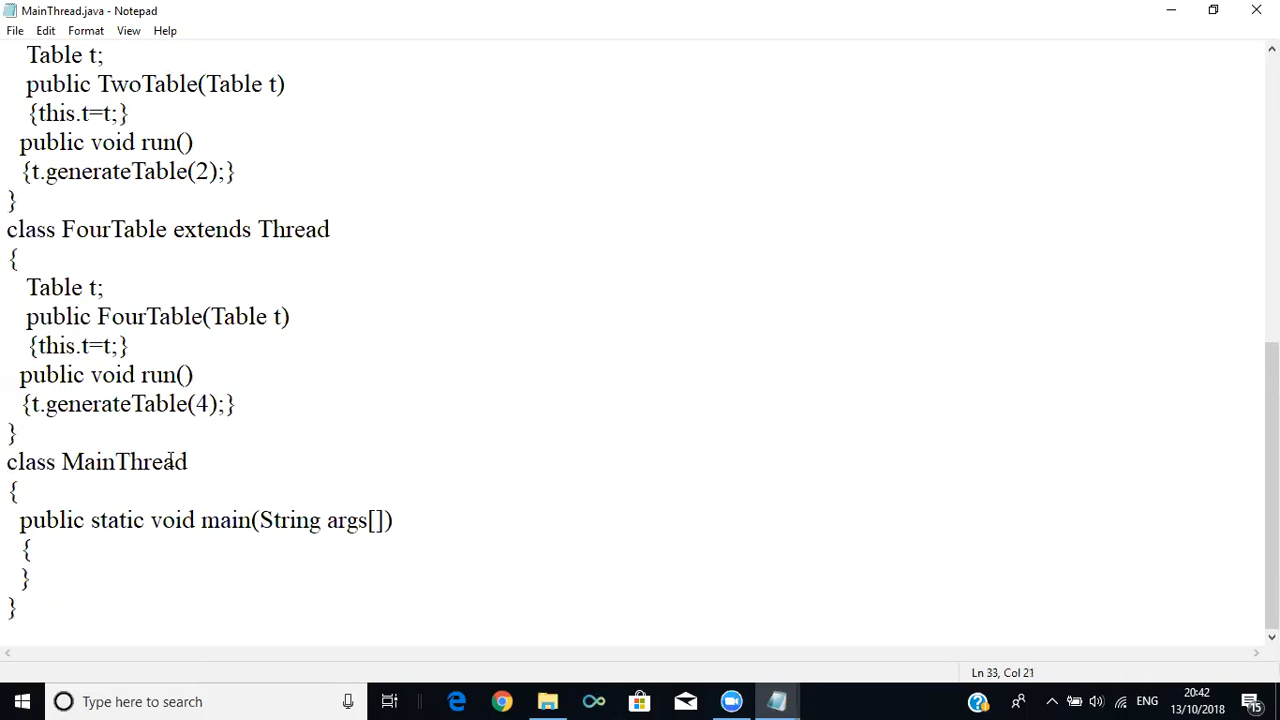 MainThread.java - Notepad
File Edit Format View Help
Table t;
public TwoTable(Table t)
{this.t=t;}
public void run()
{t.generateTable(2);}
}
class FourTable extends Thread
{
Table t;
public FourTable(Table t)
{this.t=t;}
public void run()
{t.generateTable(4);}
}
class MainThread
{
public static void main(String args[])
{
}
}
Ln 33, Col 21
Type here to search
ENG
20:42
13/10/2018
15